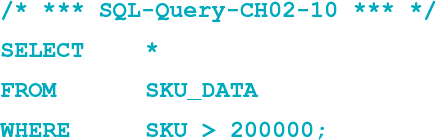 /* *** SQL-Query-CH02-10 *** */
SELECT *
FROM SKU_DATA
WHERE SKU > 200000;